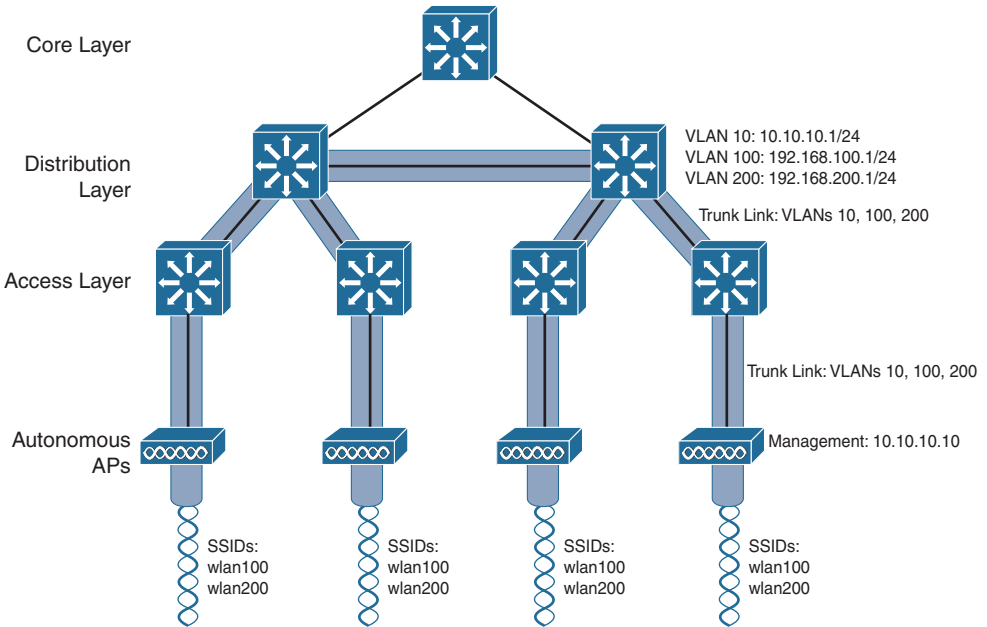 Core Layer
Distribution
Layer
VLAN 10: 10.10.10.1/24
VLAN 100: 192.168.100.1/24
VLAN 200: 192.168.200.1/24
Trunk Link: VLANs 10, 100, 200
Access Layer
Trunk Link: VLANs 10, 100, 200
Autonomous
APs
Management: 10.10.10.10
SSIDs:
wlan100
wlan200
SSIDs:
wlan100
wlan200
SSIDs:
wlan100
wlan200
SSIDs:
wlan100
wlan200